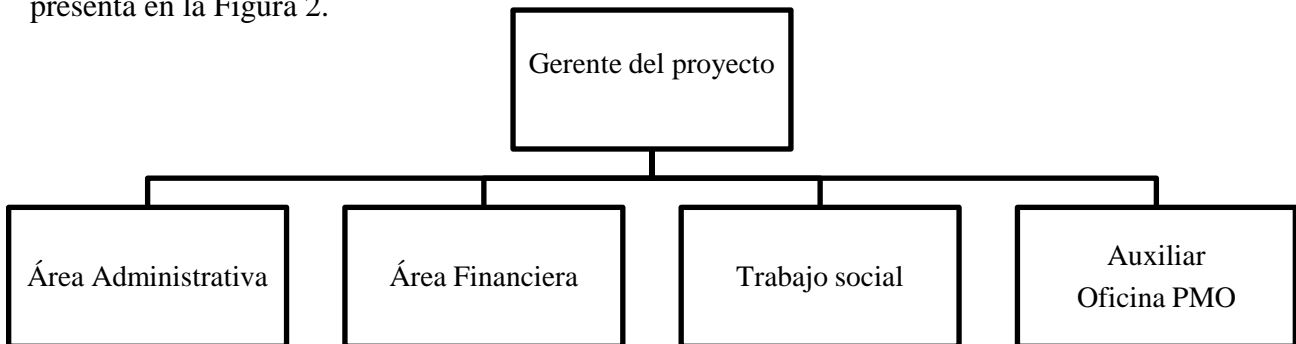 presenta en la Figura 2.
Gerente del proyecto
Área Administrativa
Área Financiera
Trabajo social
Auxiliar
Oficina PMO